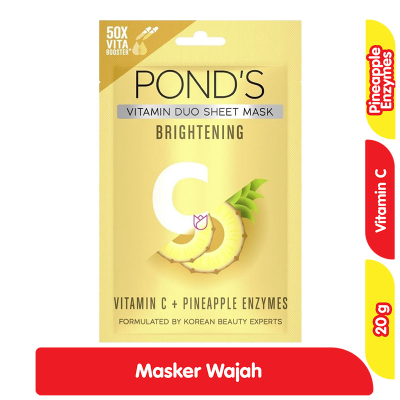 50X
VITA
BOOSTER*
POND'S
VITAMIN DUO SHEET MASK
BRIGHTENING
C
VITAMIN C + PINEAPPLE ENZYMES
FORMULATED BY KOREAN BEAUTY EXPERTS
Pineapple
Enzymes
Vitamin C
20 g
Masker Wajah